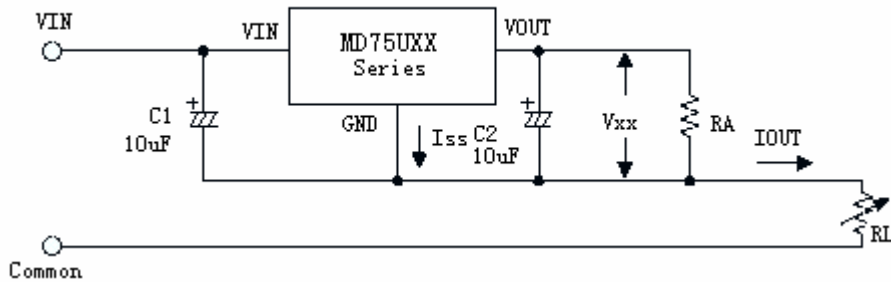 VIN
VIN
MD75UXX
Series
VOUT
C1
10uF
GND
Iss
C2
10uF
Vxx
RA
IOUT
RL
Common